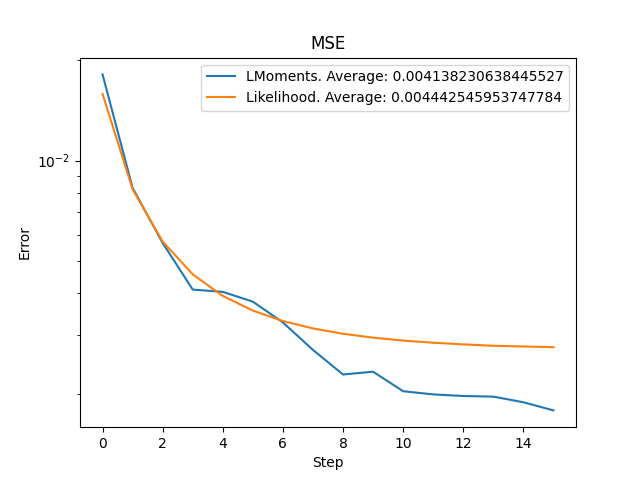 MSE
LMoments. Average: 0.004138230638445527
Likelihood. Average: 0.004442545953747784
10−2
Error
0 2 4 6 8 10 12 14
Step